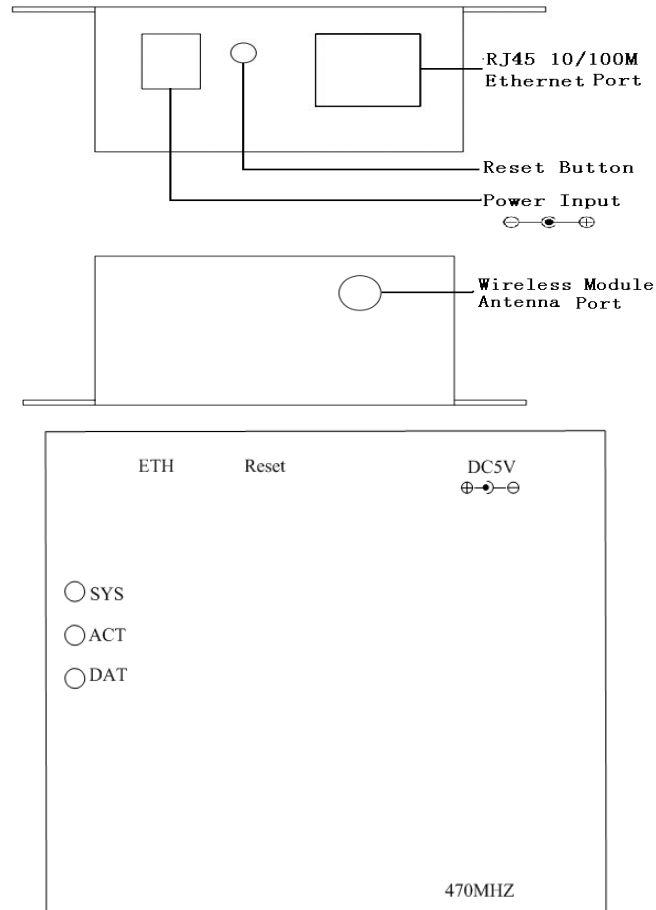 RJ45 10/100M
Ethernet Port
Reset Button
Power Input
Wireless Module
Antenna Port
ETH Reset DC5V
SYS
ACT
DAT
470MHZ